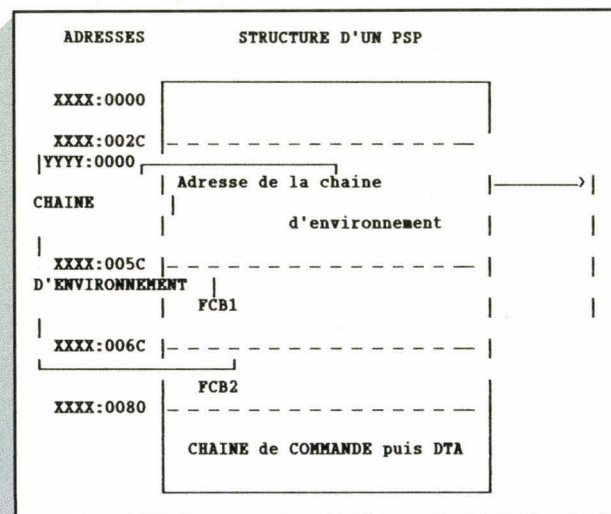 ADRESSES STRUCTURE D'UN PSP
XXXX:0000
XXXX:002C
YYYY:0000
Adresse de la chaine
CHAINE
d'environnement
XXXX:005C
D'ENVIRONNEMENT
FCB1
XXXX:006C
FCB2
XXXX:0080
CHAINE de COMMANDE puis DTA